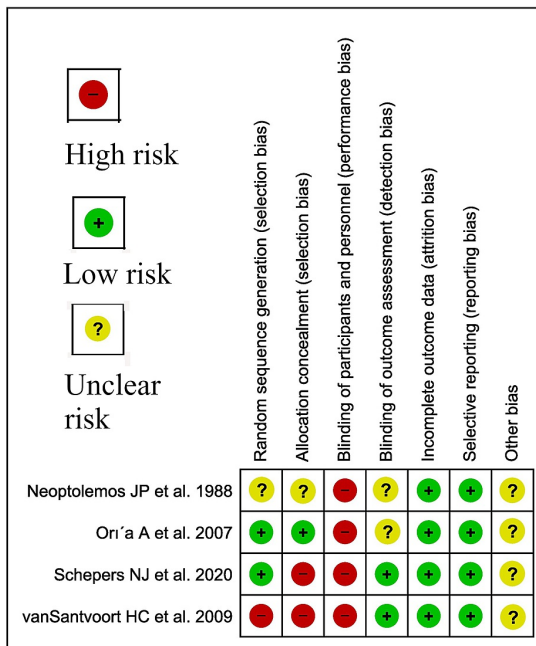 −
High risk
+
Low risk
?
Unclear
risk
Random sequence generation (selection bias)
Allocation concealment (selection bias)
Blinding of participants and personnel (performance bias)
Blinding of outcome assessment (detection bias)
Incomplete outcome data (attrition bias)
Selective reporting (reporting bias)
Other bias
Neoptolemos JP et al. 1988 ? ? − ? + + ?
Orı´a A et al. 2007 + + − ? + + ?
Schepers NJ et al. 2020 + − − + + + ?
vanSantvoort HC et al. 2009 − − − + + + ?